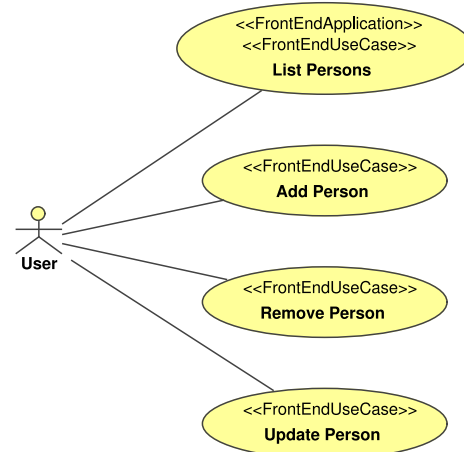 <<FrontEndApplication>>
<<FrontEndUseCase>>
List Persons
<<FrontEndUseCase>>
Add Person
User
<<FrontEndUseCase>>
Remove Person
<<FrontEndUseCase>>
Update Person